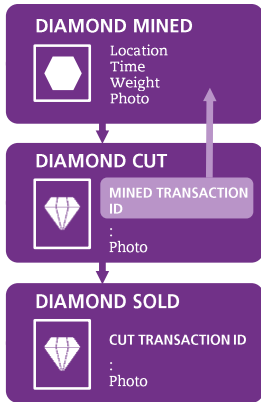 DIAMOND MINED
Location
Time
Weight
Photo
DIAMOND CUT
MINED TRANSACTION
ID
:
Photo
DIAMOND SOLD
CUT TRANSACTION ID
:
Photo